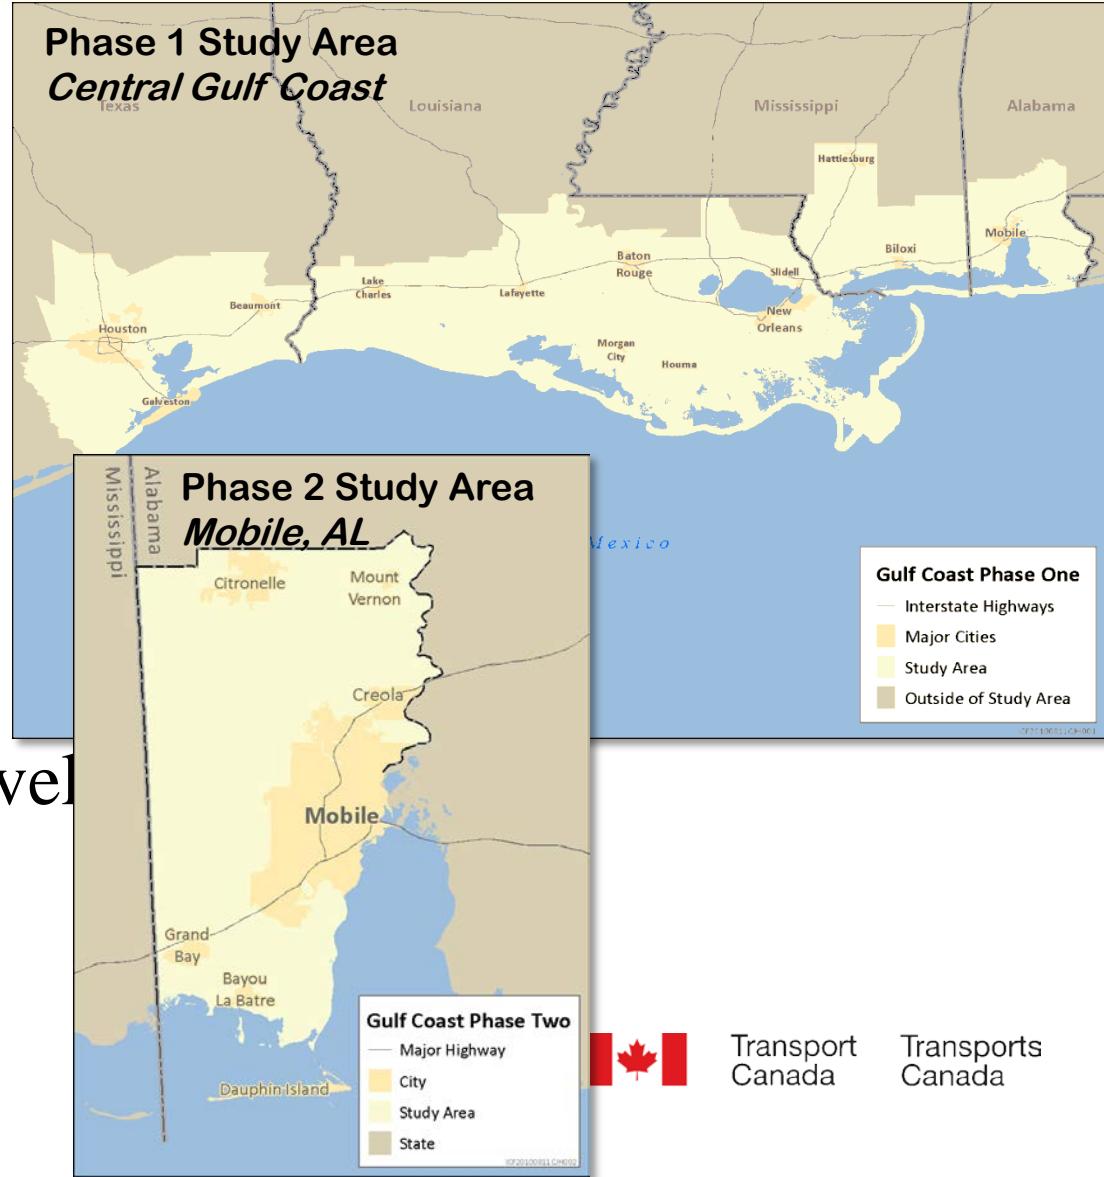 Phase 1 Study Area
Central Gulf Coast
Texas
Louisiana
Mississippi
Alabama
Hattiesburg
Mobile
Biloxi
Slidell
Baton
Rouge
New
Orleans
Lake
Charles
Lafayette
Beaumont
Houston
Galveston
Morgan
City
Houma
Mexico
Gulf Coast Phase One
Interstate Highways
Major Cities
Study Area
Outside of Study Area
Phase 2 Study Area
Mobile, AL
Mississippi
Alabama
Citronelle
Mount
Vernon
Creola
Mobile
Grand
Bay
Bayou
La Batre
Dauphin Island
Gulf Coast Phase Two
Major Highway
City
Study Area
State
Transport
Canada
Transports
Canada